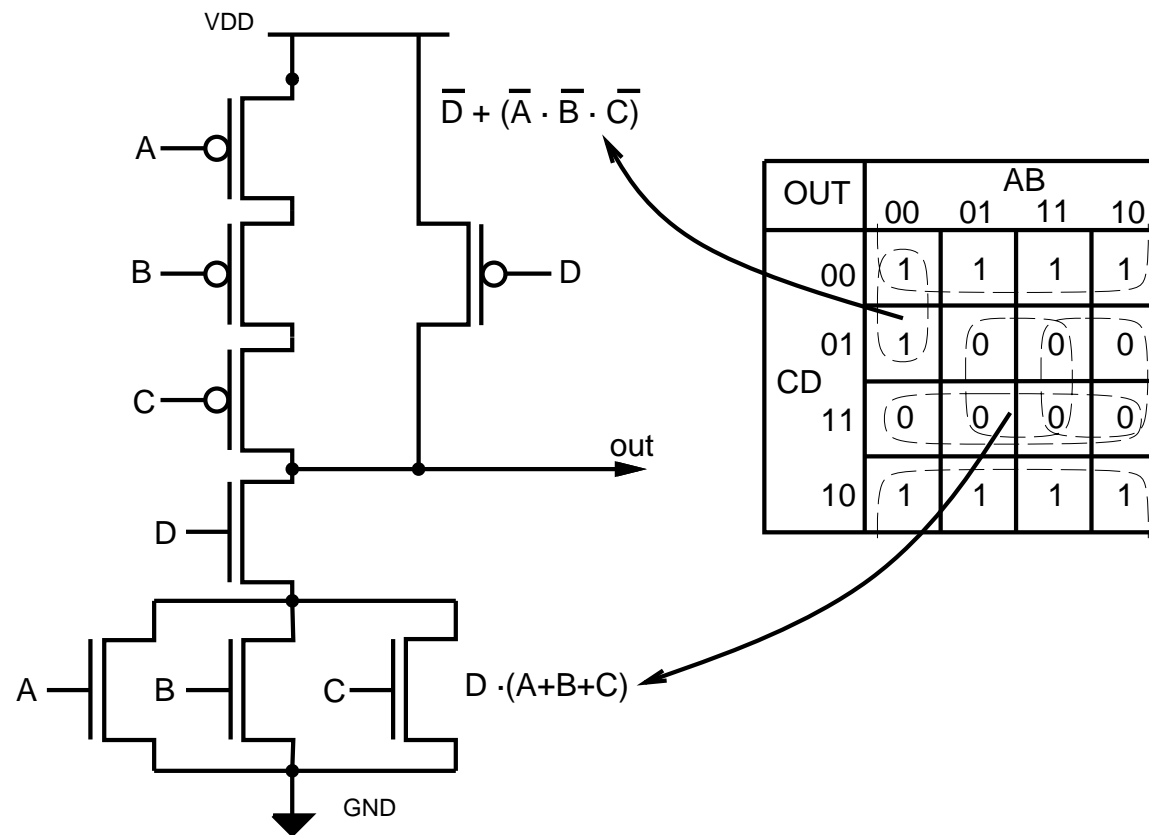 VDD
D̅ + (A̅ · B̅ · C̅)
A
B
D
C
out
D
A
B
C
D ·(A+B+C)
GND
OUT AB
00 01 11 10
00 1 1 1 1
01 1 0 0 0
CD
11 0 0 0 0
10 1 1 1 1